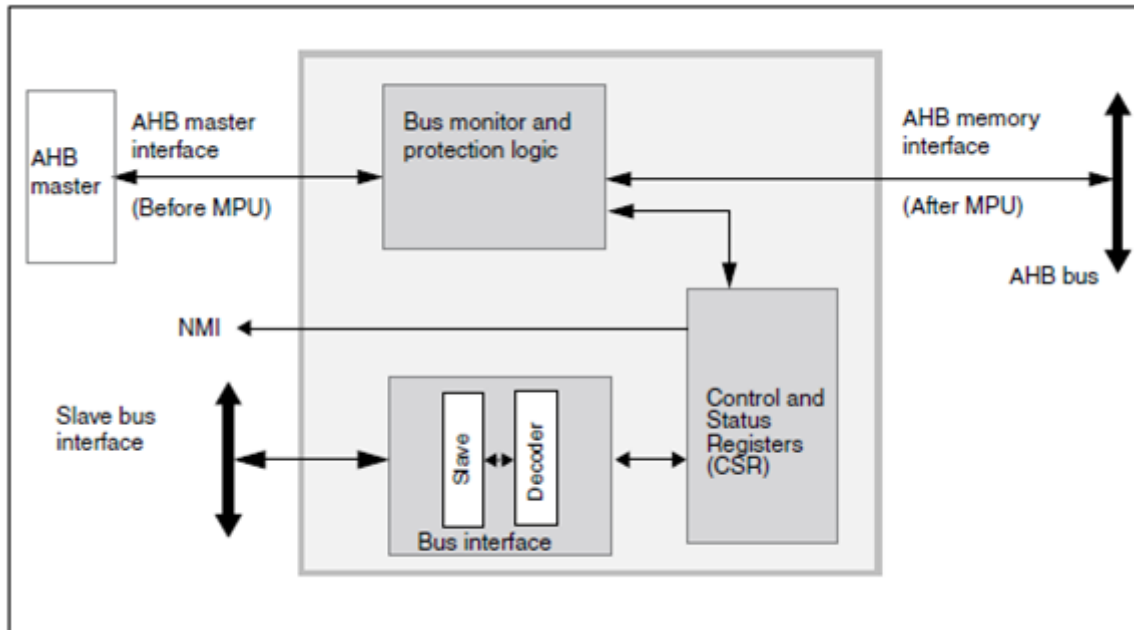 AHB
master
AHB master
interface
(Before MPU)
Bus monitor and
protection logic
AHB memory
interface
(After MPU)
AHB bus
NMI
Slave bus
interface
Slave
Decoder
Bus interface
Control and
Status
Registers
(CSR)